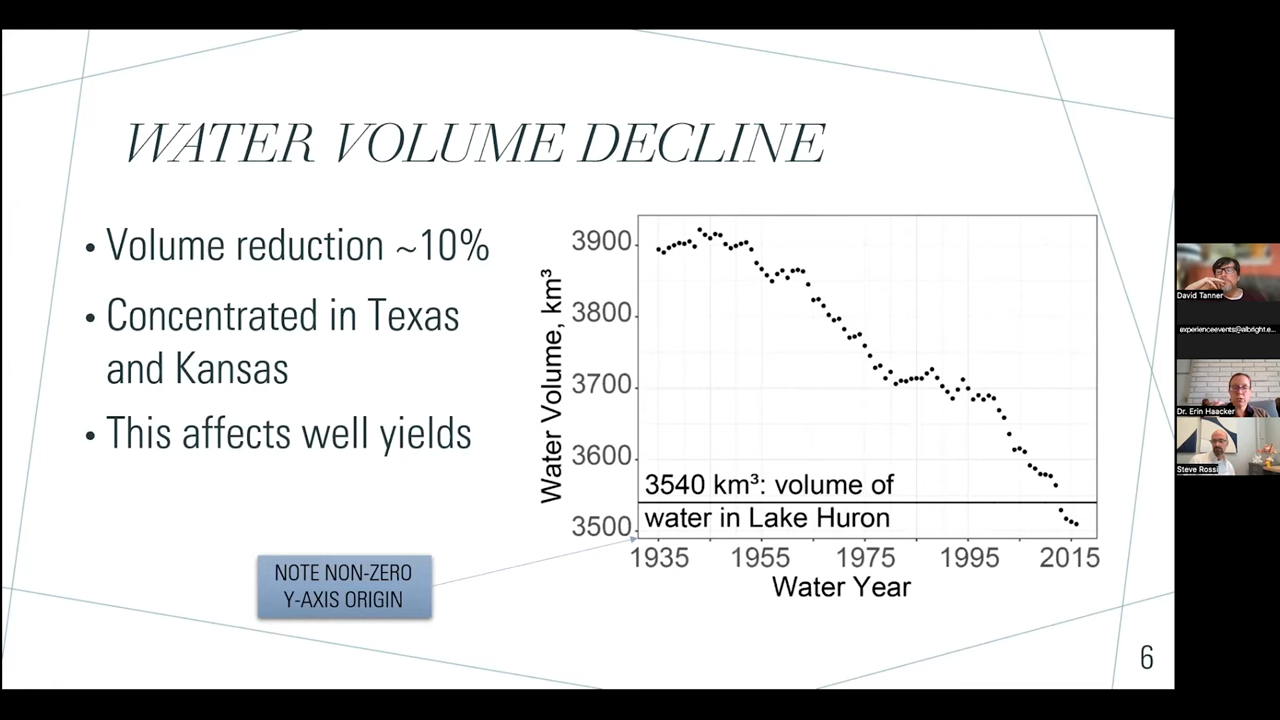 WATER VOLUME DECLINE
• Volume reduction ~10%
• Concentrated in Texas
and Kansas
• This affects well yields
NOTE NON-ZERO
Y-AXIS ORIGIN
Water Volume, km³
3900
3800
3700
3600
3500
3540 km³: volume of
water in Lake Huron
1935 1955 1975 1995 2015
Water Year
6
David Tanner
experienceevents@albright.e...
Dr. Erin Haacker
Steve Rossi